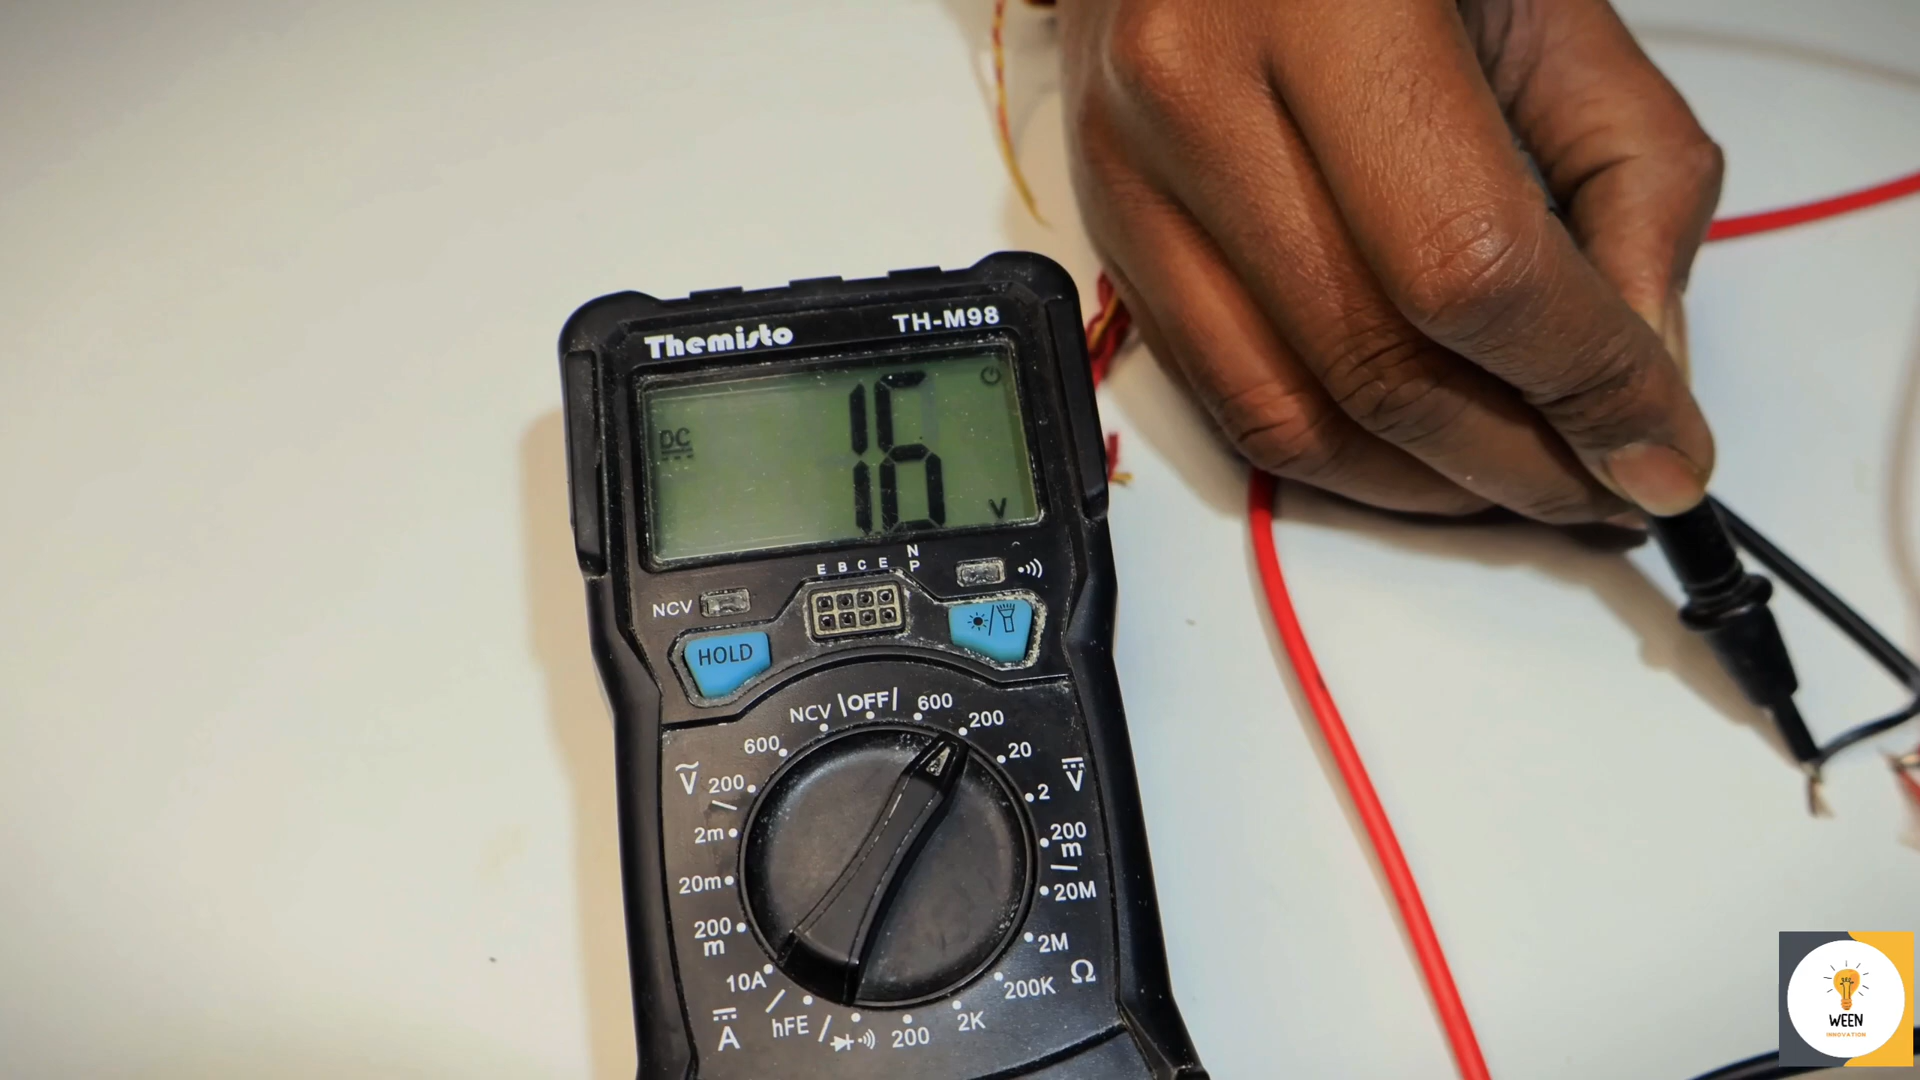 Themisto TH-M98
DC 16 V
E B C E N P
NCV
HOLD
NCV \OFF/ 600
600 200
200 20
2m 2
20m 200 m
200 m 20M
10A 2M
hFE 200K
200 2K
V V
A Ω
WEEN
INNOVATION